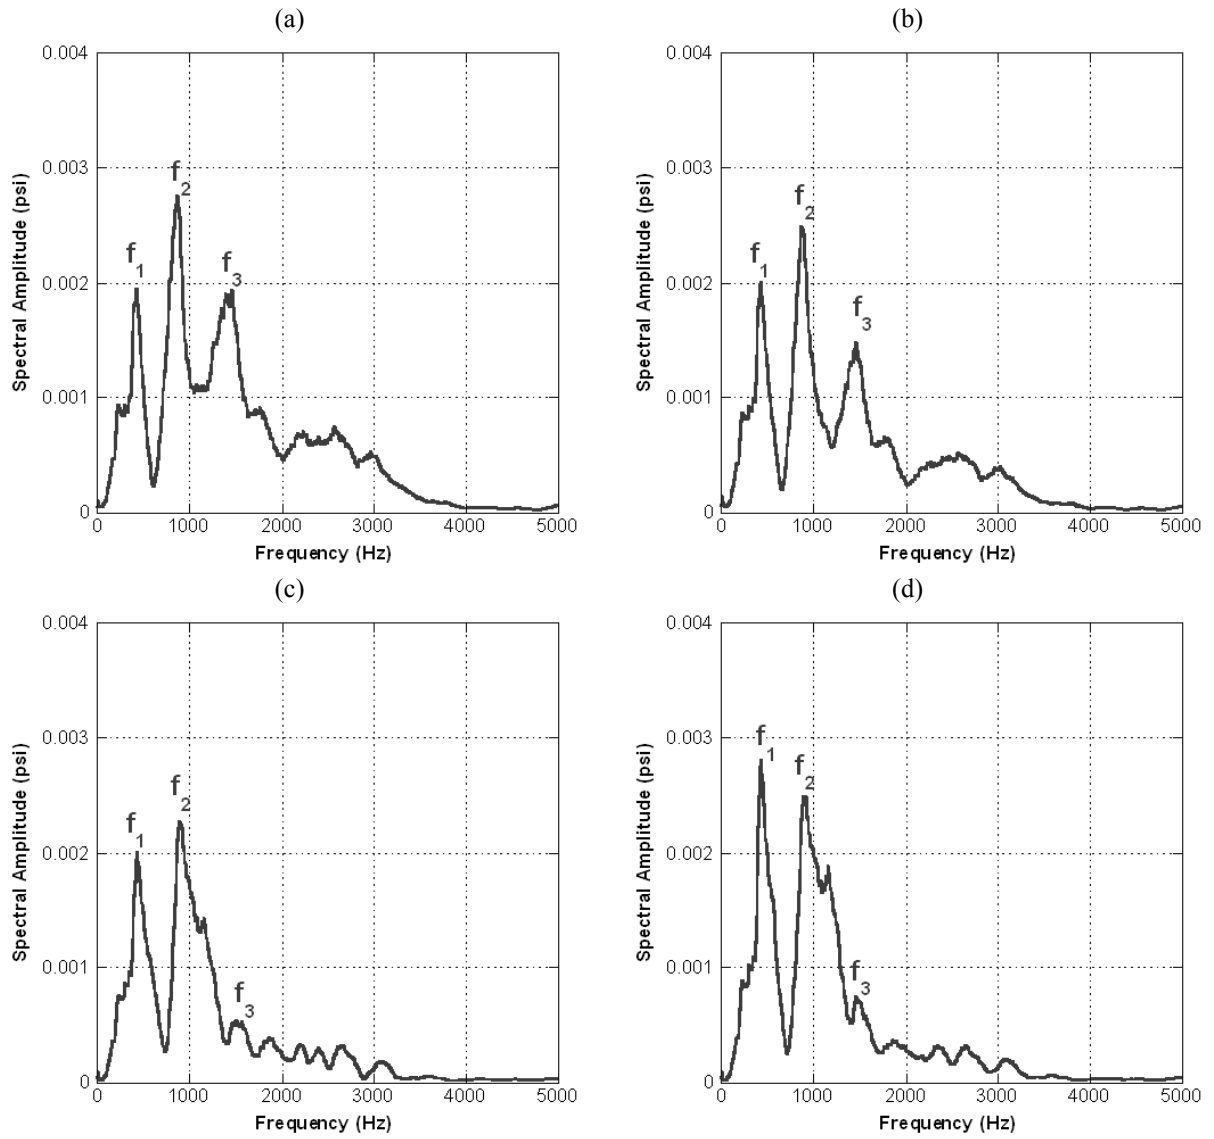 (a)
0.004
0.003
0.002
0.001
0
Spectral Amplitude (psi)
f1
f2
f3
0 1000 2000 3000 4000 5000
Frequency (Hz)
(b)
0.004
0.003
0.002
0.001
0
Spectral Amplitude (psi)
f1
f2
f3
0 1000 2000 3000 4000 5000
Frequency (Hz)
(c)
0.004
0.003
0.002
0.001
0
Spectral Amplitude (psi)
f1
f2
f3
0 1000 2000 3000 4000 5000
Frequency (Hz)
(d)
0.004
0.003
0.002
0.001
0
Spectral Amplitude (psi)
f1
f2
f3
0 1000 2000 3000 4000 5000
Frequency (Hz)